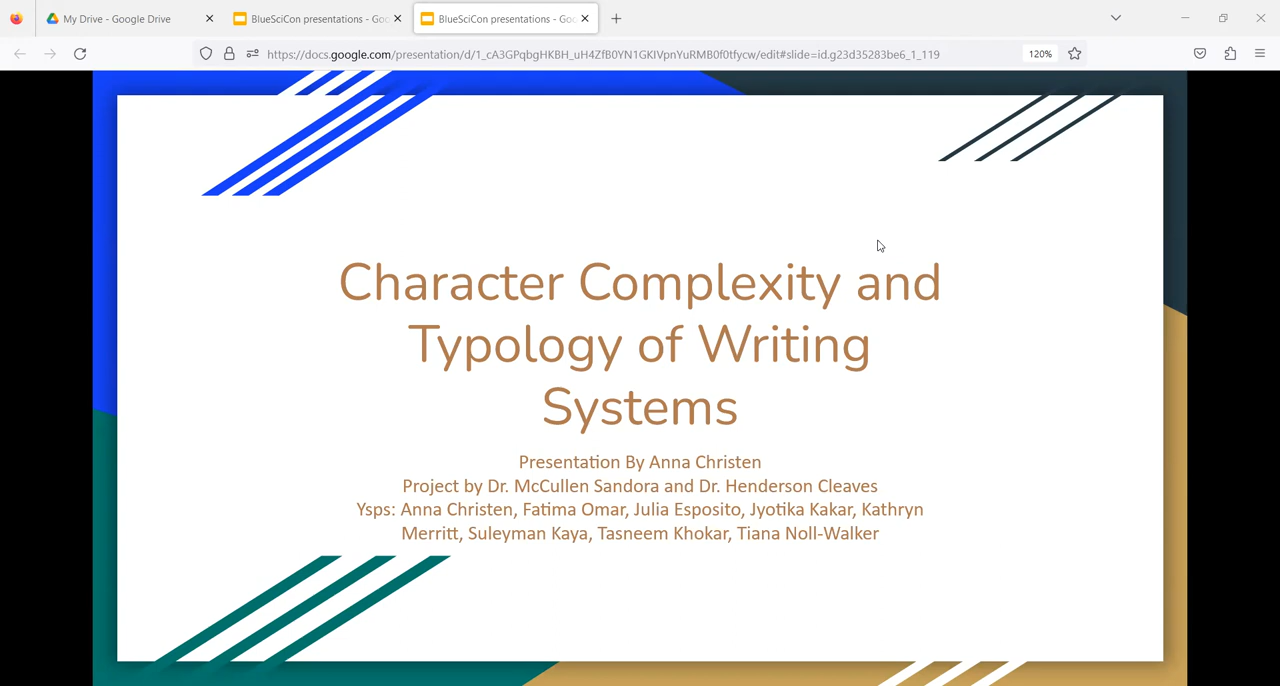 My Drive - Google Drive
BlueSciCon presentations - Goo
BlueSciCon presentations - Goo
https://docs.google.com/presentation/d/1_cA3GPqbgHKBH_uH4ZfB0YN1GKIVpnYuRMB0f0tfycw/edit#slide=id.g23d35283be6_1_119
120%
Character Complexity and
Typology of Writing
Systems
Presentation By Anna Christen
Project by Dr. McCullen Sandora and Dr. Henderson Cleaves
Ysps: Anna Christen, Fatima Omar, Julia Esposito, Jyotika Kakar, Kathryn
Merritt, Suleyman Kaya, Tasneem Khokar, Tiana Noll-Walker